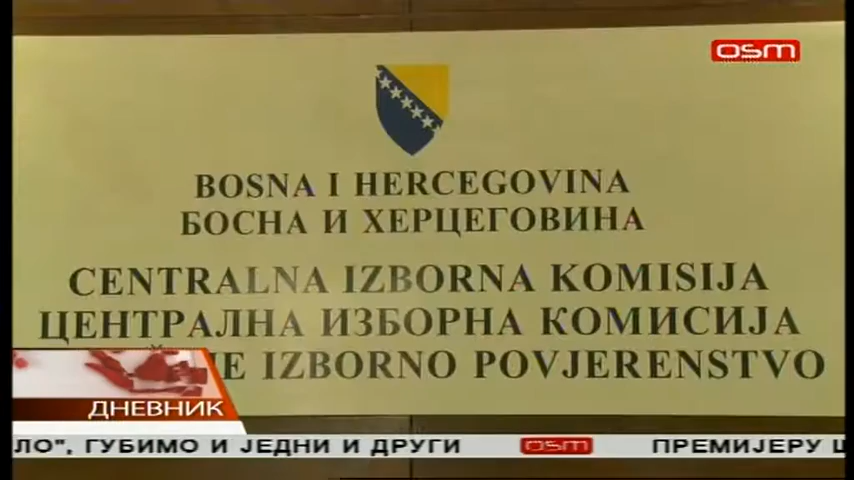 OSM
BOSNA I HERCEGOVINA
БОСНА И ХЕРЦЕГОВИНА
CENTRALNA IZBORNA KOMISIJA
ЦЕНТРАЛНА ИЗБОРНА КОМИСИЈА
IZBORNO POVJERENSTVO
ДНЕВНИК
ЛО", ГУБИМО И ЈЕДНИ И ДРУГИ OSM ПРЕМИЈЕРУ